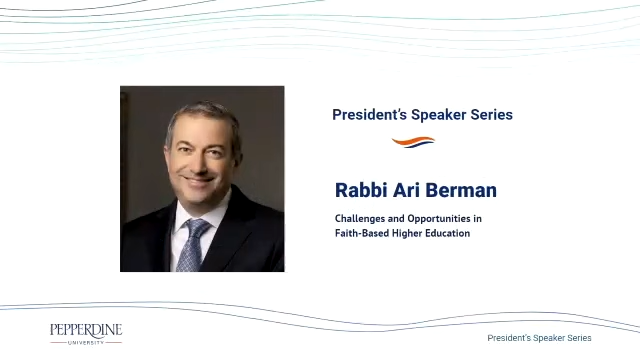 President's Speaker Series
Rabbi Ari Berman
Challenges and Opportunities in
Faith-Based Higher Education
PEPPERDINE
UNIVERSITY
President's Speaker Series